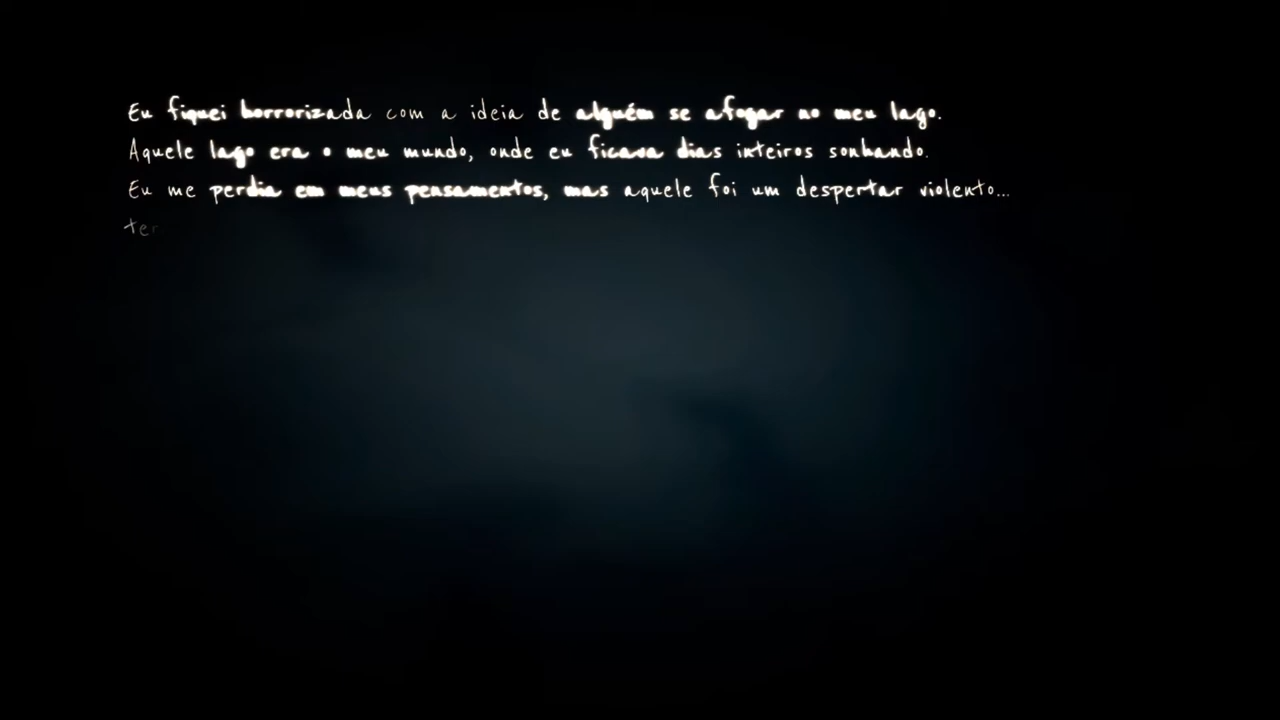 Eu fiquei horrorizada com a ideia de alguém se afogar no meu lago.
Aquele lago era o meu mundo, onde eu ficava dias inteiros sonhando.
Eu me perdia em meus pensamentos, mas aquele foi um despertar violento...
ter